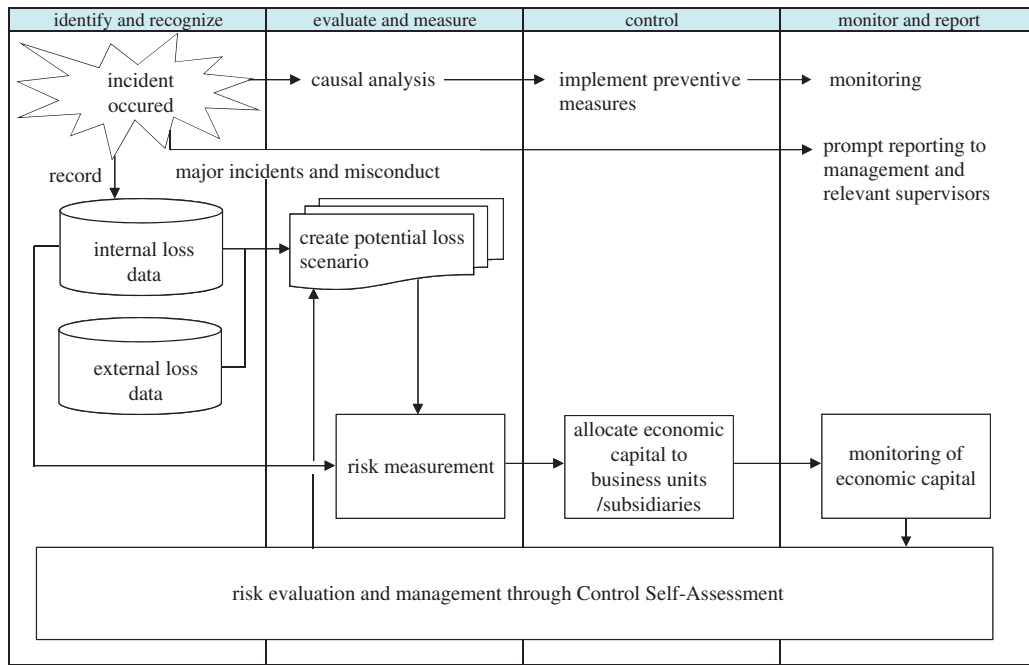 identify and recognize
evaluate and measure
control
monitor and report
incident
occured
causal analysis
implement preventive
measures
monitoring
prompt reporting to
management and
relevant supervisors
record
major incidents and misconduct
internal loss
data
create potential loss
scenario
external loss
data
risk measurement
allocate economic
capital to
business units
/subsidiaries
monitoring of
economic capital
risk evaluation and management through Control Self-Assessment